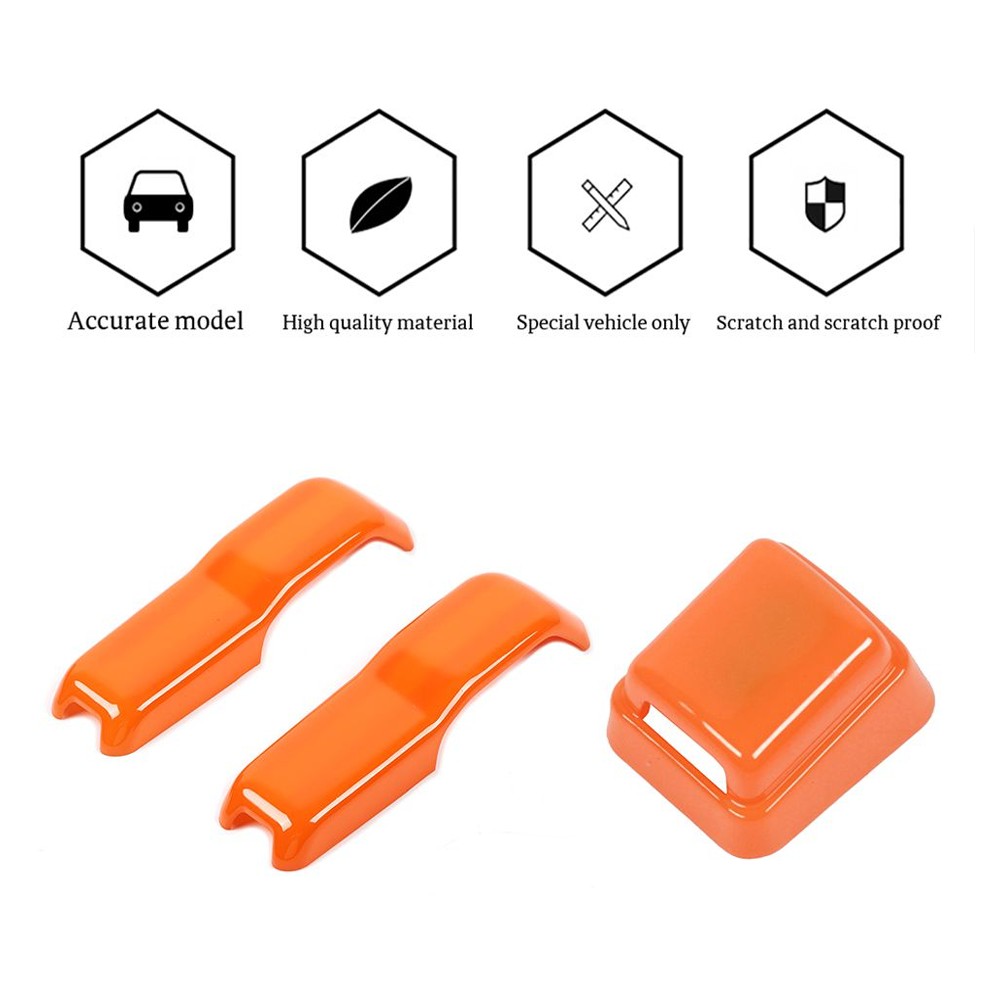 Accurate model
High quality material
Special vehicle only
Scratch and scratch proof